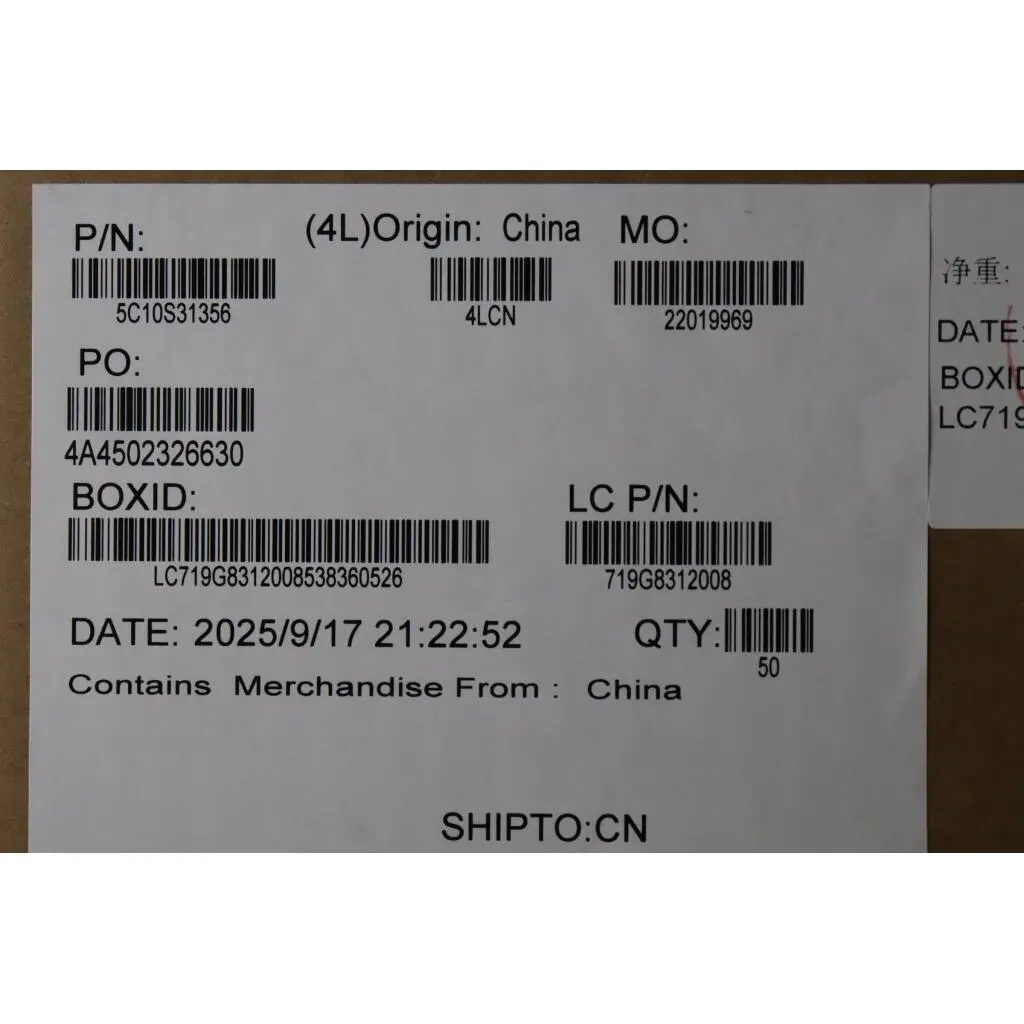 P/N: (4L)Origin: China MO:
5C10S31356 4LCN 22019969
PO:
4A4502326630
BOXID: LC P/N:
LC719G8312008538360526 719G8312008
DATE: 2025/9/17 21:22:52 QTY:
50
Contains Merchandise From : China
SHIPTO:CN
净重:
DATE:
BOXID
LC719